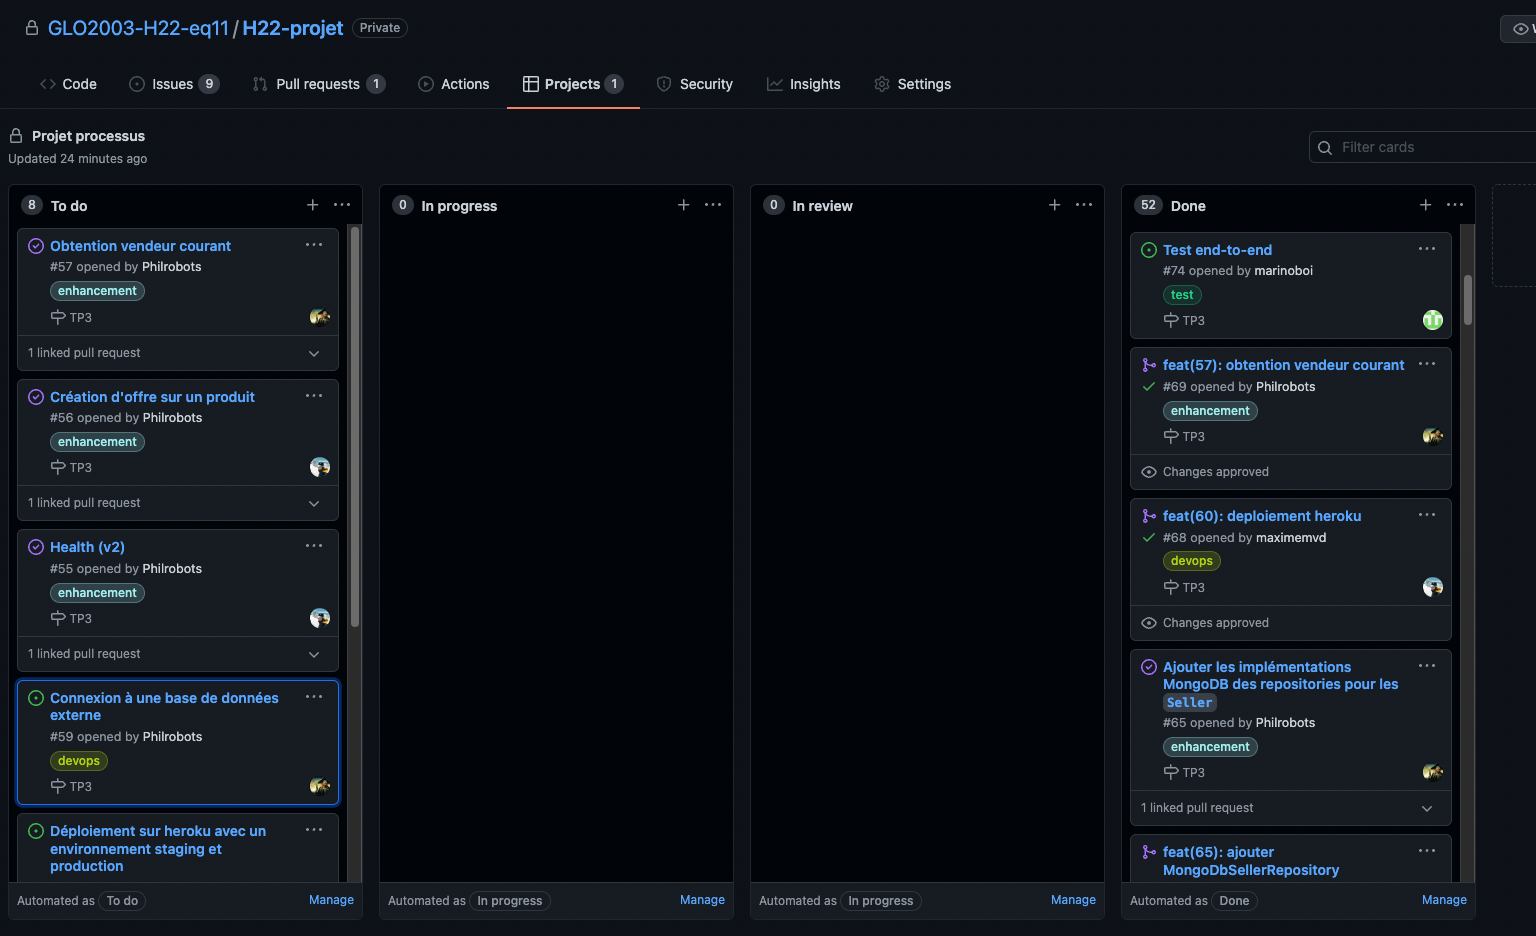 GLO2003-H22-eq11 / H22-projet Private
Code Issues 9 Pull requests 1 Actions Projects 1 Security Insights Settings
Projet processus
Updated 24 minutes ago
Filter cards
8 To do
Obtention vendeur courant
#57 opened by Philrobots
enhancement
TP3
1 linked pull request
Création d'offre sur un produit
#56 opened by Philrobots
enhancement
TP3
1 linked pull request
Health (v2)
#55 opened by Philrobots
enhancement
TP3
1 linked pull request
Connexion à une base de données
externe
#59 opened by Philrobots
devops
TP3
Déploiement sur heroku avec un
environnement staging et
production
Automated as To do Manage
0 In progress
Automated as In progress Manage
0 In review
Automated as In progress Manage
52 Done
Test end-to-end
#74 opened by marinoboi
test
TP3
feat(57): obtention vendeur courant
#69 opened by Philrobots
enhancement
TP3
Changes approved
feat(60): deploiement heroku
#68 opened by maximemvd
devops
TP3
Changes approved
Ajouter les implémentations
MongoDB des repositories pour les
Seller
#65 opened by Philrobots
enhancement
TP3
1 linked pull request
feat(65): ajouter
MongoDbSellerRepository
Automated as Done Manage